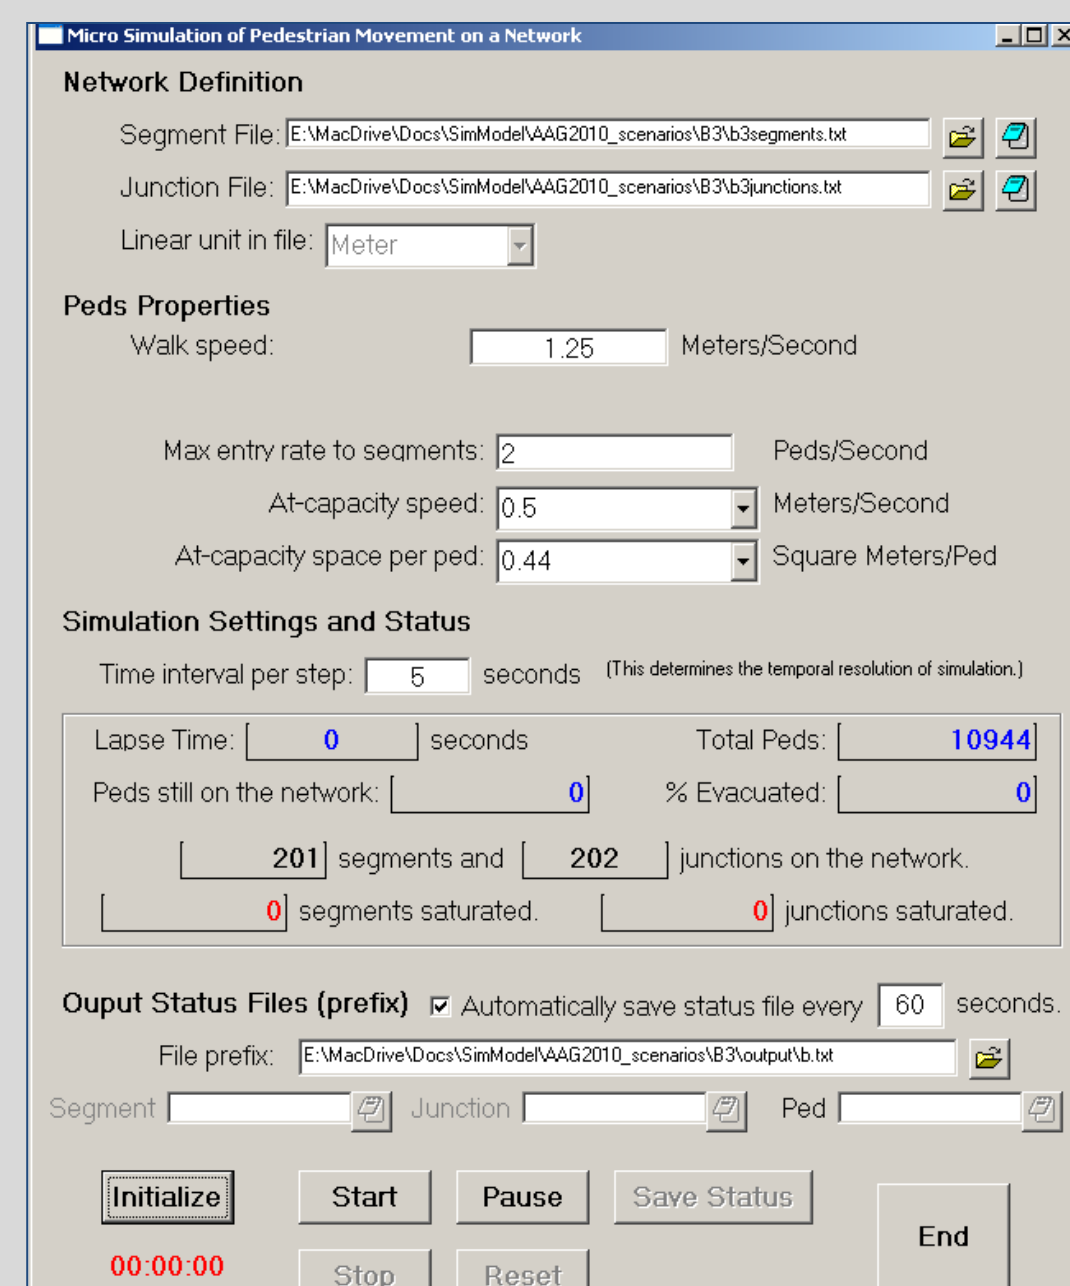 Micro Simulation of Pedestrian Movement on a Network
Network Definition
Segment File: E:\MacDrive\Docs\SimModel\AAG2010_scenarios\B3\b3segments.txt
Junction File: E:\MacDrive\Docs\SimModel\AAG2010_scenarios\B3\b3junctions.txt
Linear unit in file: Meter
Peds Properties
Walk speed: 1.25 Meters/Second
Max entry rate to segments: 2 Peds/Second
At-capacity speed: 0.5 Meters/Second
At-capacity space per ped: 0.44 Square Meters/Ped
Simulation Settings and Status
Time interval per step: 5 seconds (This determines the temporal resolution of simulation.)
Lapse Time: 0 seconds Total Peds: 10944
Peds still on the network: 0 % Evacuated: 0
201 segments and 202 junctions on the network.
0 segments saturated. 0 junctions saturated.
Ouput Status Files (prefix) Automatically save status file every 60 seconds.
File prefix: E:\MacDrive\Docs\SimModel\AAG2010_scenarios\B3\output\b.txt
Segment Junction Ped
Initialize Start Pause Save Status End
00:00:00 Stop Reset